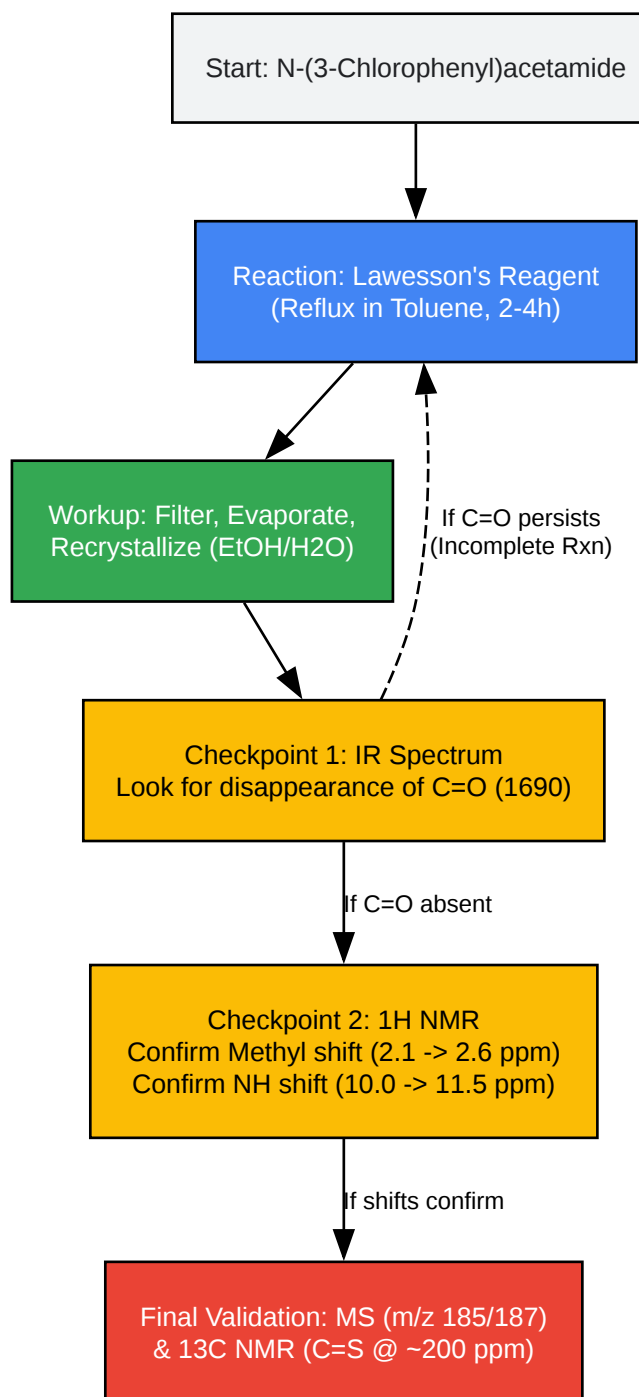 Start: N-(3-Chlorophenyl)acetamide
Reaction: Lawesson's Reagent
(Reflux in Toluene, 2-4h)
Workup: Filter, Evaporate,
Recrystallize (EtOH/H2O)
If C=O persists
(Incomplete Rxn)
Checkpoint 1: IR Spectrum
Look for disappearance of C=O (1690)
If C=O absent
Checkpoint 2: 1H NMR
Confirm Methyl shift (2.1 -> 2.6 ppm)
Confirm NH shift (10.0 -> 11.5 ppm)
If shifts confirm
Final Validation: MS (m/z 185/187)
& 13C NMR (C=S @ ~200 ppm)